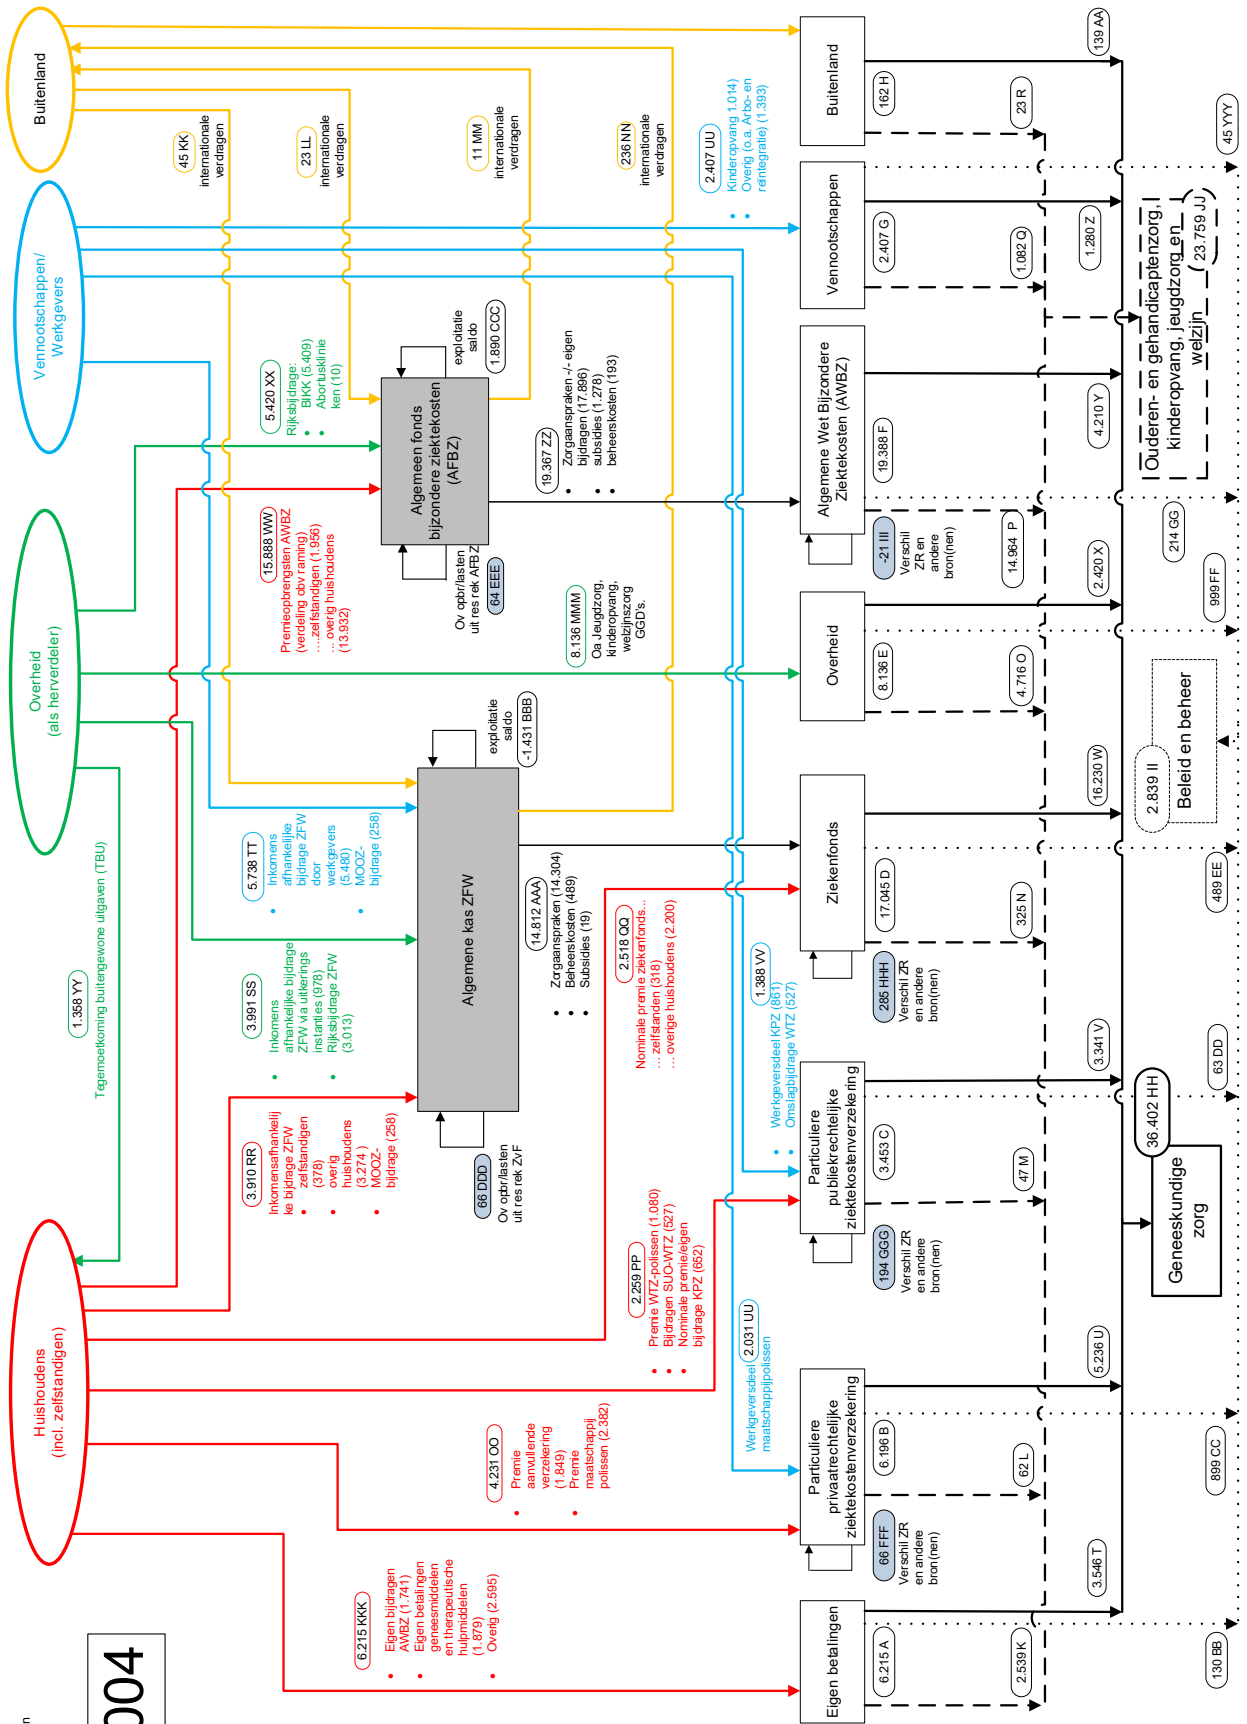 n
004
Huishoudens
(incl. zelfstandigen)
Overheid
(als herverdeler)
Vennootschappen/
Werkgevers
Buitenland
1.358 YY
Tegemoetkoming buitengewone uitgaven (TBU)
6.215 KKK
• Eigen bijdragen
AWBZ (1.741)
• Eigen betalingen
geneesmiddelen
en therapeutische
hulpmiddelen
(1.879)
• Overig (2.595)
4.231 OO
• Premie
aanvullende
verzekering
(1.849)
• Premie
maatschappij
polissen (2.382)
3.910 RR
Inkomensafhankelij
ke bijdrage ZFW
• zelfstandigen
(378)
• overig
huishoudens
(3.274 )
• MOOZ-
bijdrage (258)
3.991 SS
• Inkomens
afhankelijke bijdrage
ZFW via uitkerings
instanties (978)
• Rijksbijdrage ZFW
(3.013)
5.738 TT
• Inkomens
afhankelijke
bijdrage ZFW
door
werkgevers
(5.480)
• MOOZ-
bijdrage (258)
15.888 WW
Premieopbrengsten AWBZ
(verdeling obv raming)
....zelfstandigen (1.956)
... overig huishoudens
(13.932)
5.420 XX
Rijksbijdrage:
• BIKK (5.409)
• Abortusklinie
ken (10)
45 KK
internationale
verdragen
23 LL
internationale
verdragen
11 MM
internationale
verdragen
236 NN
internationale
verdragen
Algemene kas ZFW
66 DDD
Ov opbr/lasten
uit res rek ZvF
exploitatie
saldo
-1.431 BBB
14.812 AAA
• Zorgaanspraken (14.304)
• Beheerskosten (489)
• Subsidies (19)
Algemeen fonds
bijzondere ziektekosten
(AFBZ)
Ov opbr/lasten
uit res rek AFBZ
64 EEE
exploitatie
saldo
1.890 CCC
19.367 ZZ
• Zorgaanspraken -/- eigen
bijdragen (17.896)
• subsidies (1.278)
• beheerskosten (193)
8.136 MMM
Oa Jeugdzorg,
kinderopvang,
welzijnszorg
GGD's.
2.518 QQ
Nominale premie ziekenfonds...
... zelfstanden (318)
... overige huishoudens (2.200)
2.259 PP
• Premie WTZ-polissen (1.080)
• Bijdragen SUO-WTZ (527)
• Nominale premie/eigen
bijdrage KPZ (652)
2.031 UU
Werkgeversdeel
maatschappijpolissen
1.388 VV
• Werkgeversdeel KPZ (861)
• Omslagbijdrage WTZ (527)
2.407 UU
• Kinderopvang 1.014)
• Overig (o.a. Arbo- en
reïntegratie) (1.393)
Eigen betalingen
Particuliere
privaatrechtelijke
ziektekostenverzekering
Particuliere
publiekrechtelijke
ziektekostenverzekering
Ziekenfonds
Overheid
Algemene Wet Bijzondere
Ziektekosten (AWBZ)
Vennootschappen
Buitenland
6.215 A
66 FFF
Verschil ZR
en andere
bron(nen)
6.196 B
194 GGG
Verschil ZR
en andere
bron(nen)
3.453 C
285 HHH
Verschil ZR
en andere
bron(nen)
17.045 D
8.136 E
-21 III
Verschil
ZR en
andere
bron(nen)
19.388 F
2.407 G
162 H
2.539 K
62 L
47 M
325 N
4.716 O
14.964 P
1.082 Q
23 R
3.546 T
5.236 U
3.341 V
16.230 W
2.420 X
4.210 Y
1.280 Z
139 AA
Geneeskundige
zorg
36.402 HH
2.839 II
Beleid en beheer
Ouderen- en gehandicaptenzorg,
kinderopvang, jeugdzorg en
welzijn
23.759 JJ
130 BB
899 CC
63 DD
489 EE
999 FF
214 GG
45 YYY